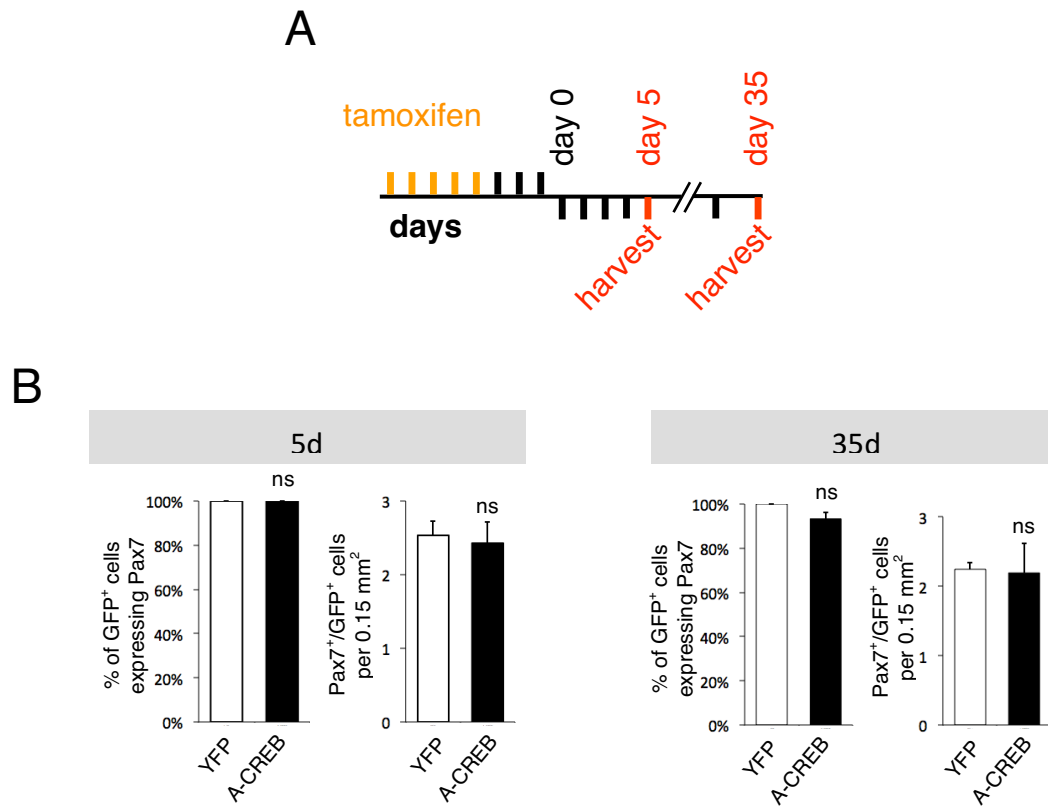 A
tamoxifen
day 0
day 5
day 35
days
harvest
harvest
B
5d
35d
% of GFP⁺ cells
expressing Pax7
100%
80%
60%
40%
20%
0%
ns
YFP
A-CREB
Pax7⁺/GFP⁺ cells
per 0.15 mm²
3
2
1
0
ns
YFP
A-CREB
% of GFP⁺ cells
expressing Pax7
100%
80%
60%
40%
20%
0%
ns
YFP
A-CREB
Pax7⁺/GFP⁺ cells
per 0.15 mm²
3
2
1
0
ns
YFP
A-CREB